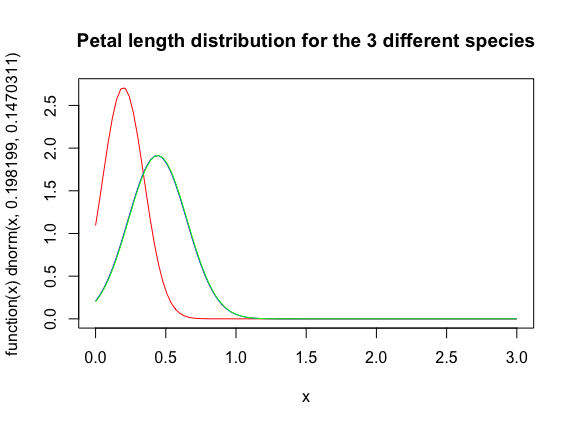 Petal length distribution for the 3 different species
function(x) dnorm(x, 0.198199, 0.1470311)
2.5
2.0
1.5
1.0
0.5
0.0
0.0 0.5 1.0 1.5 2.0 2.5 3.0
x